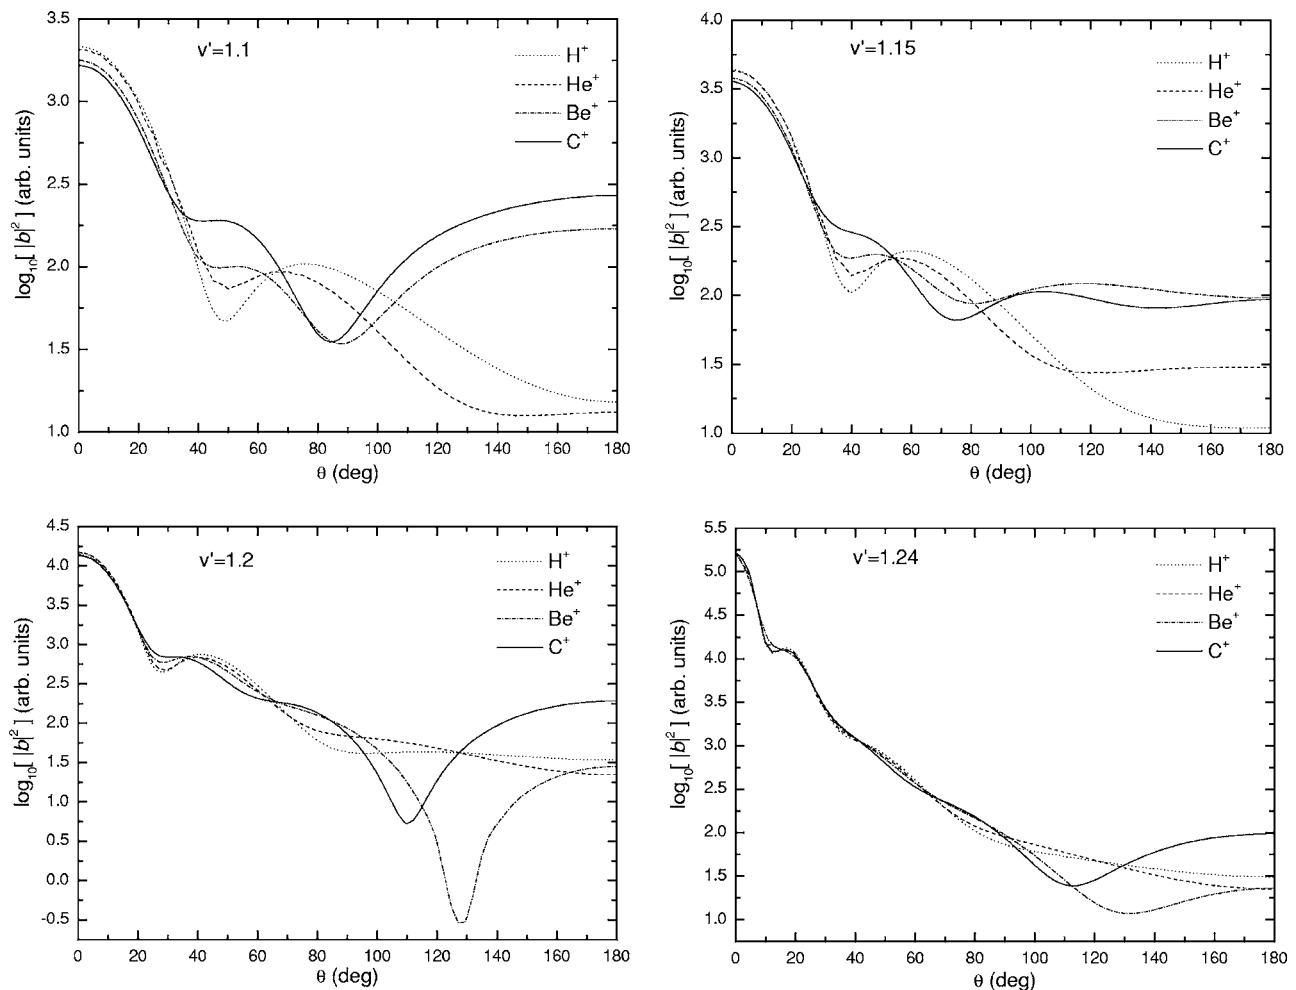 v'=1.1
H+
He+
Be+
C+
log10[ |b|2 ] (arb. units)
3.5
3.0
2.5
2.0
1.5
1.0
0 20 40 60 80 100 120 140 160 180
θ (deg)
v'=1.15
H+
He+
Be+
C+
log10[ |b|2 ] (arb. units)
4.0
3.5
3.0
2.5
2.0
1.5
1.0
0 20 40 60 80 100 120 140 160 180
θ (deg)
v'=1.2
H+
He+
Be+
C+
log10[ |b|2 ] (arb. units)
4.5
4.0
3.5
3.0
2.5
2.0
1.5
1.0
0.5
0.0
-0.5
0 20 40 60 80 100 120 140 160 180
θ (deg)
v'=1.24
H+
He+
Be+
C+
log10[ |b|2 ] (arb. units)
5.5
5.0
4.5
4.0
3.5
3.0
2.5
2.0
1.5
1.0
0 20 40 60 80 100 120 140 160 180
θ (deg)